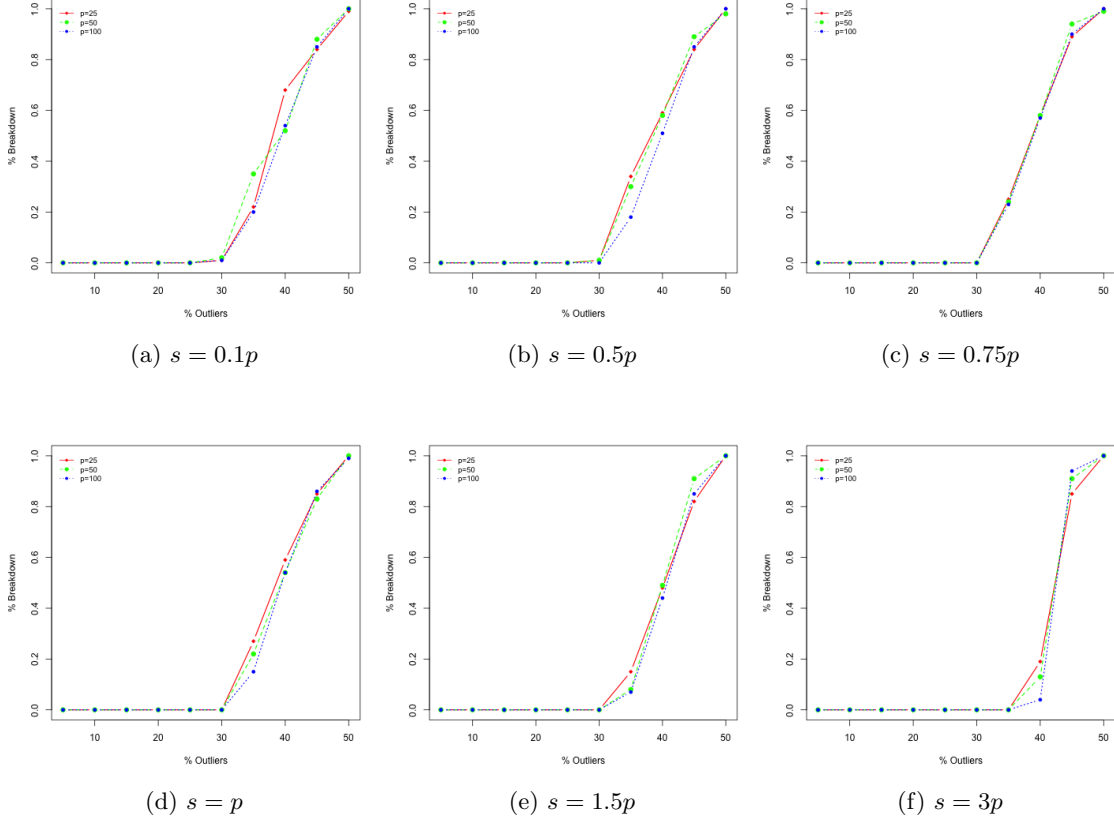 p=25
p=50
p=100
% Breakdown
0.0 0.2 0.4 0.6 0.8 1.0
10 20 30 40 50
% Outliers
(a) s = 0.1p
p=25
p=50
p=100
% Breakdown
0.0 0.2 0.4 0.6 0.8 1.0
10 20 30 40 50
% Outliers
(b) s = 0.5p
p=25
p=50
p=100
% Breakdown
0.0 0.2 0.4 0.6 0.8 1.0
10 20 30 40 50
% Outliers
(c) s = 0.75p
p=25
p=50
p=100
% Breakdown
0.0 0.2 0.4 0.6 0.8 1.0
10 20 30 40 50
% Outliers
(d) s = p
p=25
p=50
p=100
% Breakdown
0.0 0.2 0.4 0.6 0.8 1.0
10 20 30 40 50
% Outliers
(e) s = 1.5p
p=25
p=50
p=100
% Breakdown
0.0 0.2 0.4 0.6 0.8 1.0
10 20 30 40 50
% Outliers
(f) s = 3p